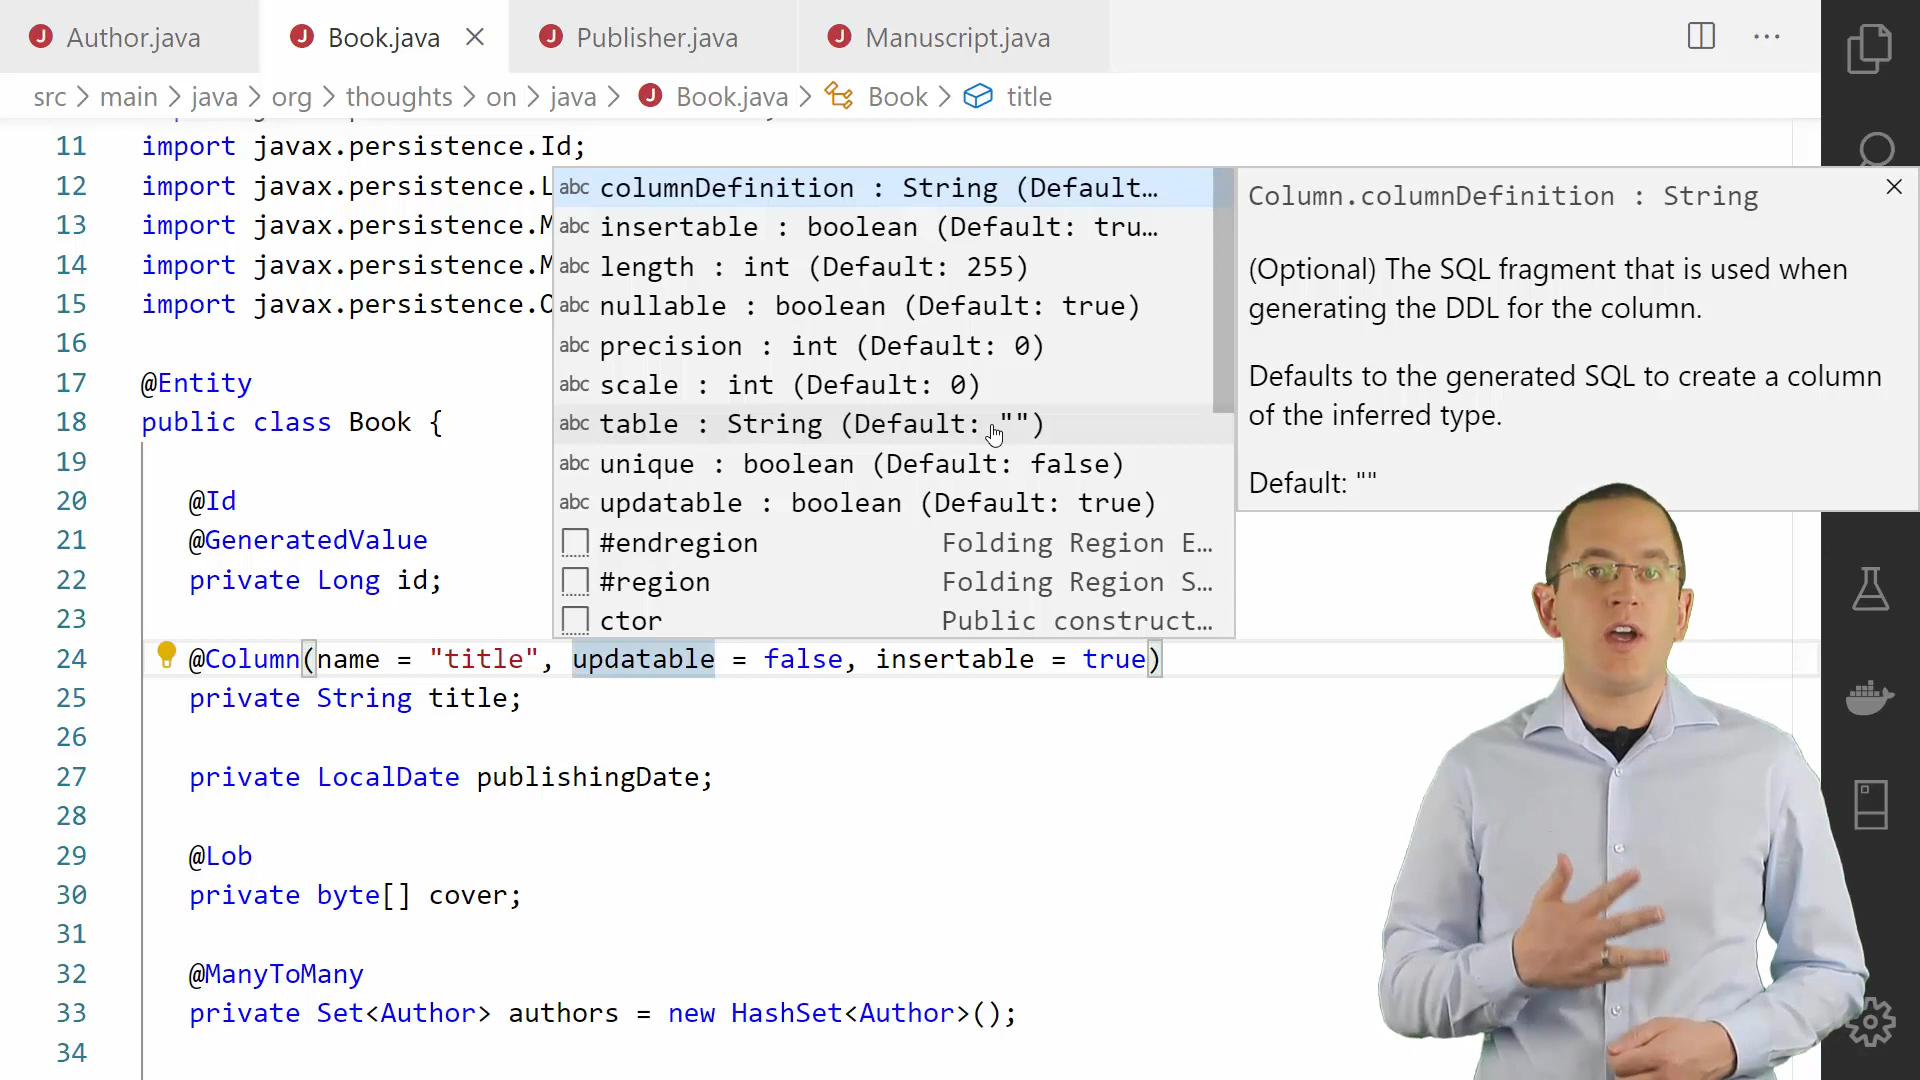 Author.java
Book.java
Publisher.java
Manuscript.java
src > main > java > org > thoughts > on > java > Book.java > Book > title
11 import javax.persistence.Id;
12 import javax.persistence.L
13 import javax.persistence.M
14 import javax.persistence.M
15 import javax.persistence.O
16
17 @Entity
18 public class Book {
19
20 @Id
21 @GeneratedValue
22 private Long id;
23
24 @Column(name = "title", updatable = false, insertable = true)
25 private String title;
26
27 private LocalDate publishingDate;
28
29 @Lob
30 private byte[] cover;
31
32 @ManyToMany
33 private Set<Author> authors = new HashSet<Author>();
34
abc columnDefinition : String (Default…
abc insertable : boolean (Default: tru…
abc length : int (Default: 255)
abc nullable : boolean (Default: true)
abc precision : int (Default: 0)
abc scale : int (Default: 0)
abc table : String (Default: "")
abc unique : boolean (Default: false)
abc updatable : boolean (Default: true)
#endregion Folding Region E…
#region Folding Region S…
ctor Public construct…
Column.columnDefinition : String
(Optional) The SQL fragment that is used when
generating the DDL for the column.
Defaults to the generated SQL to create a column
of the inferred type.
Default: ""